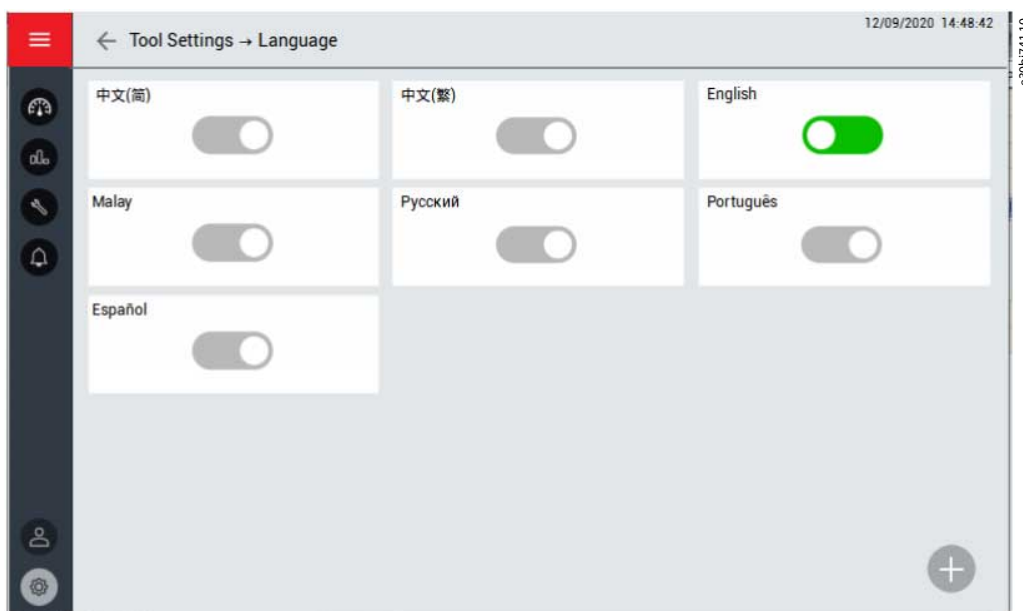 12/09/2020 14:48:42
← Tool Settings → Language
中文(简)
中文(繁)
English
Malay
Русский
Português
Español